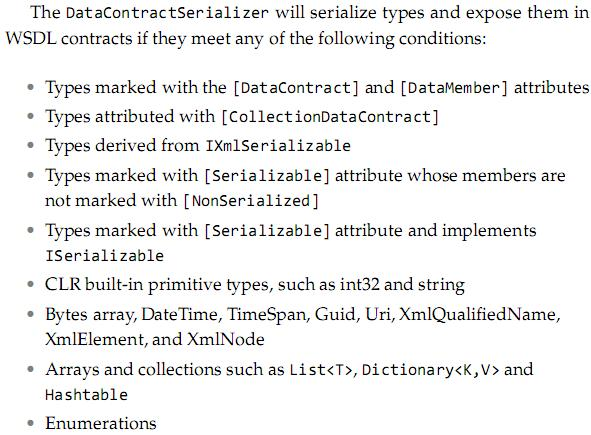 The DataContractSerializer will serialize types and expose them in
WSDL contracts if they meet any of the following conditions:
• Types marked with the [DataContract] and [DataMember] attributes
• Types attributed with [CollectionDataContract]
• Types derived from IXmlSerializable
• Types marked with [Serializable] attribute whose members are
not marked with [NonSerialized]
• Types marked with [Serializable] attribute and implements
ISerializable
• CLR built-in primitive types, such as int32 and string
• Bytes array, DateTime, TimeSpan, Guid, Uri, XmlQualifiedName,
XmlElement, and XmlNode
• Arrays and collections such as List<T>, Dictionary<K,V> and
Hashtable
• Enumerations